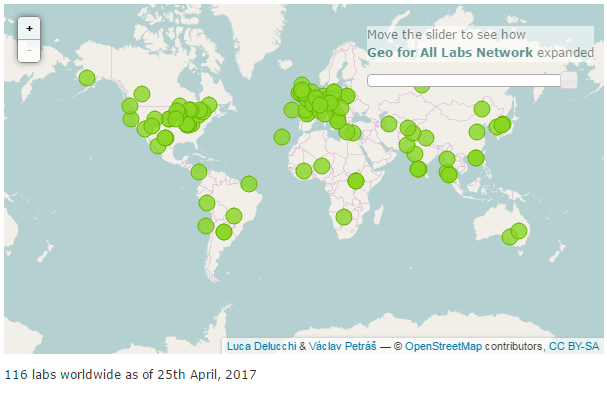 +
−
Move the slider to see how
Geo for All Labs Network expanded
Luca Delucchi & Václav Petráš — © OpenStreetMap contributors, CC BY-SA
116 labs worldwide as of 25th April, 2017